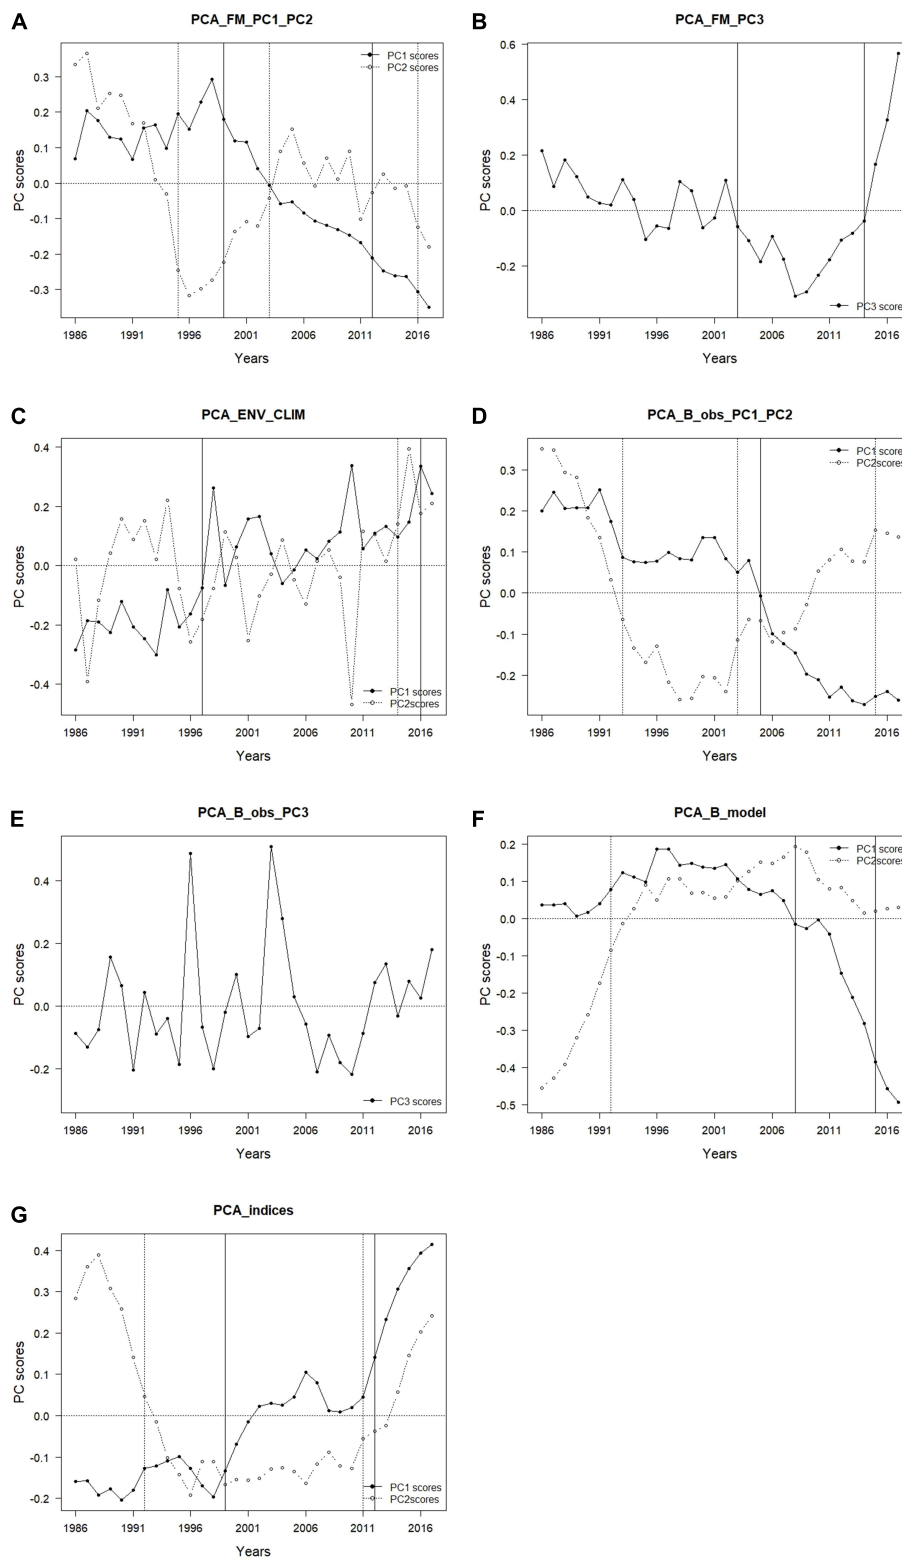 A
PCA_FM_PC1_PC2
PC1 scores
PC2 scores
0.3
0.2
0.1
0.0
-0.1
-0.2
-0.3
PC scores
1986 1991 1996 2001 2006 2011 2016
Years
B
PCA_FM_PC3
0.6
0.4
0.2
0.0
-0.2
PC scores
PC3 score
1986 1991 1996 2001 2006 2011 2016
Years
C
PCA_ENV_CLIM
0.4
0.2
0.0
-0.2
-0.4
PC scores
PC1 scores
PC2scores
1986 1991 1996 2001 2006 2011 2016
Years
D
PCA_B_obs_PC1_PC2
PC1 score
PC2scores
0.3
0.2
0.1
0.0
-0.1
-0.2
PC scores
1986 1991 1996 2001 2006 2011 2016
Years
E
PCA_B_obs_PC3
0.4
0.2
0.0
-0.2
PC scores
PC3 scores
1986 1991 1996 2001 2006 2011 2016
Years
F
PCA_B_model
PC1 score
PC2scores
0.2
0.1
0.0
-0.1
-0.2
-0.3
-0.4
-0.5
PC scores
1986 1991 1996 2001 2006 2011 2016
Years
G
PCA_indices
0.4
0.3
0.2
0.1
0.0
-0.1
-0.2
PC scores
PC1 scores
PC2scores
1986 1991 1996 2001 2006 2011 2016
Years